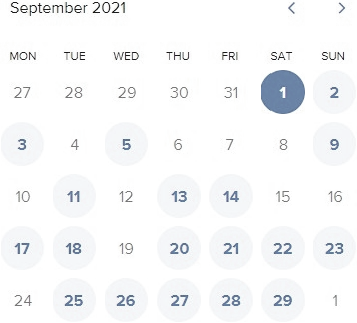 September 2021
MON TUE WED THU FRI SAT SUN
27 28 29 30 31 1 2
3 4 5 6 7 8 9
10 11 12 13 14 15 16
17 18 19 20 21 22 23
24 25 26 27 28 29 1